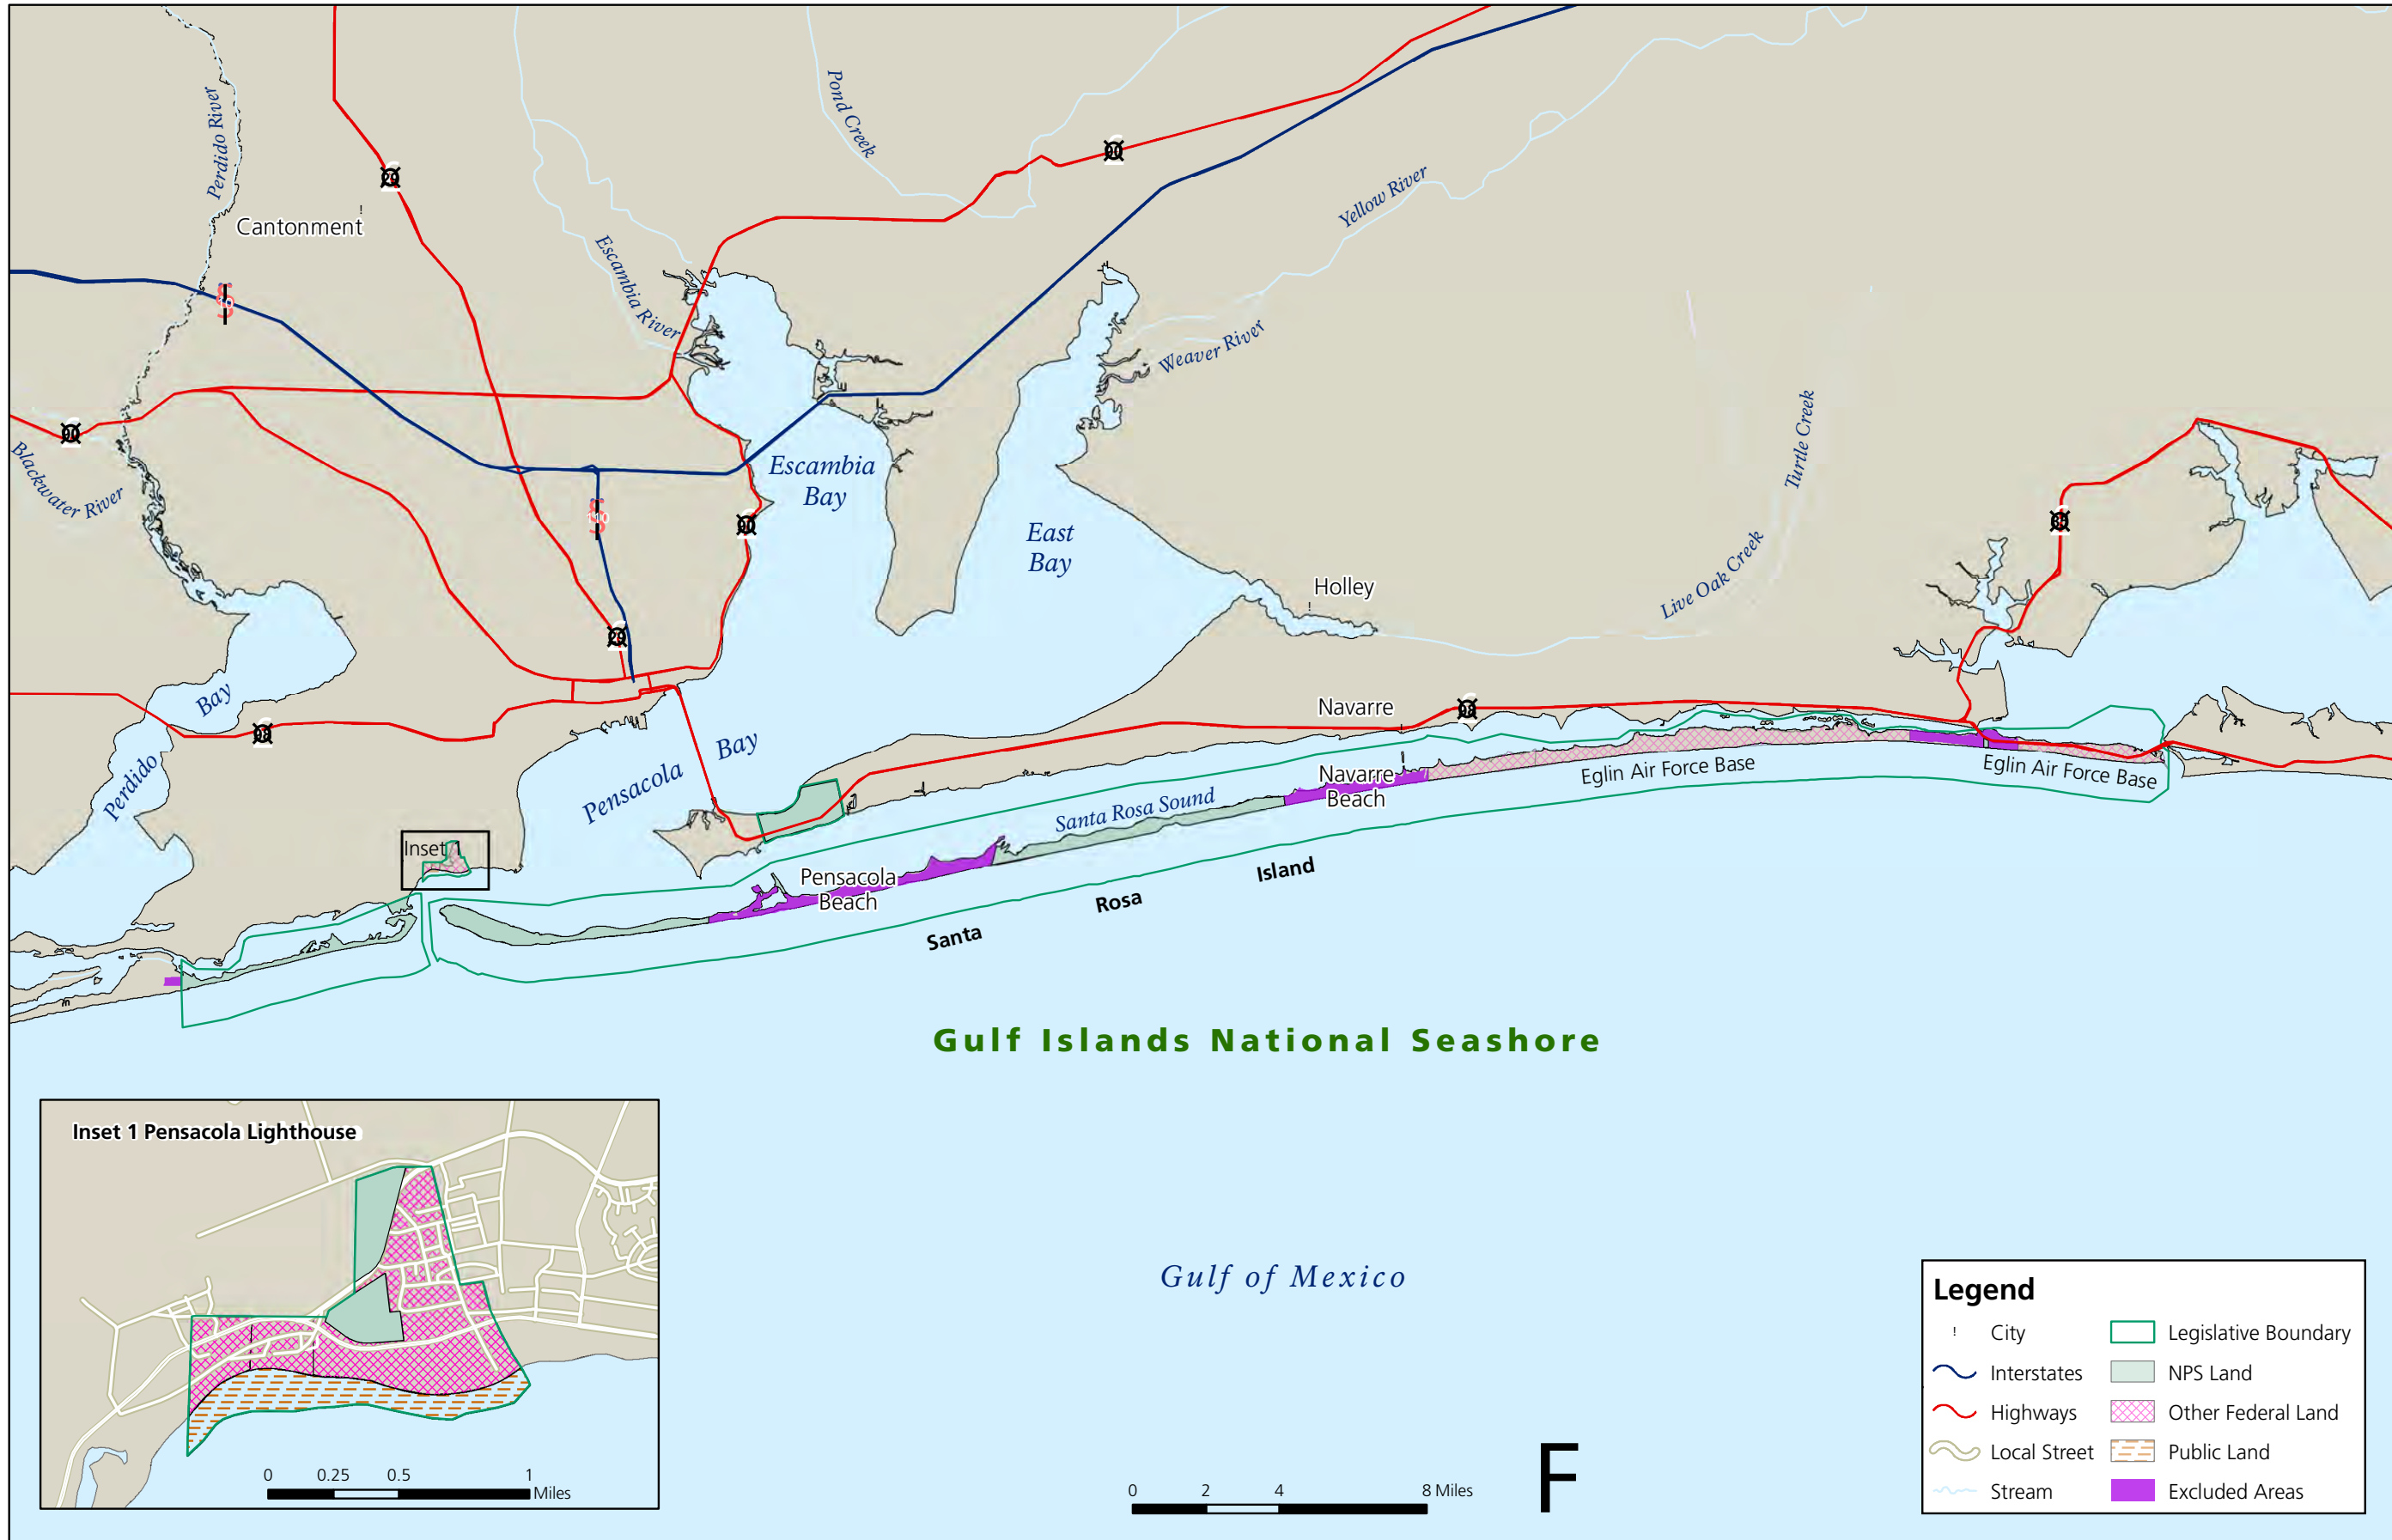 Perdido River
Pond Creek
Cantonment
Escambia River
Yellow River
Weaver River
Blackwater River
Escambia
Bay
East
Bay
Turtle Creek
Live Oak Creek
Holley
Perdido
Bay
Pensacola
Bay
Navarre
Navarre
Beach
Santa Rosa Sound
Eglin Air Force Base
Eglin Air Force Base
Inset 1
Pensacola
Beach
Santa
Rosa
Island
Gulf Islands National Seashore
Gulf of Mexico
Inset 1 Pensacola Lighthouse
0 0.25 0.5 1
Miles
0 2 4 8 Miles
F
Legend
! City
Interstates
Highways
Local Street
Stream
Legislative Boundary
NPS Land
Other Federal Land
Public Land
Excluded Areas